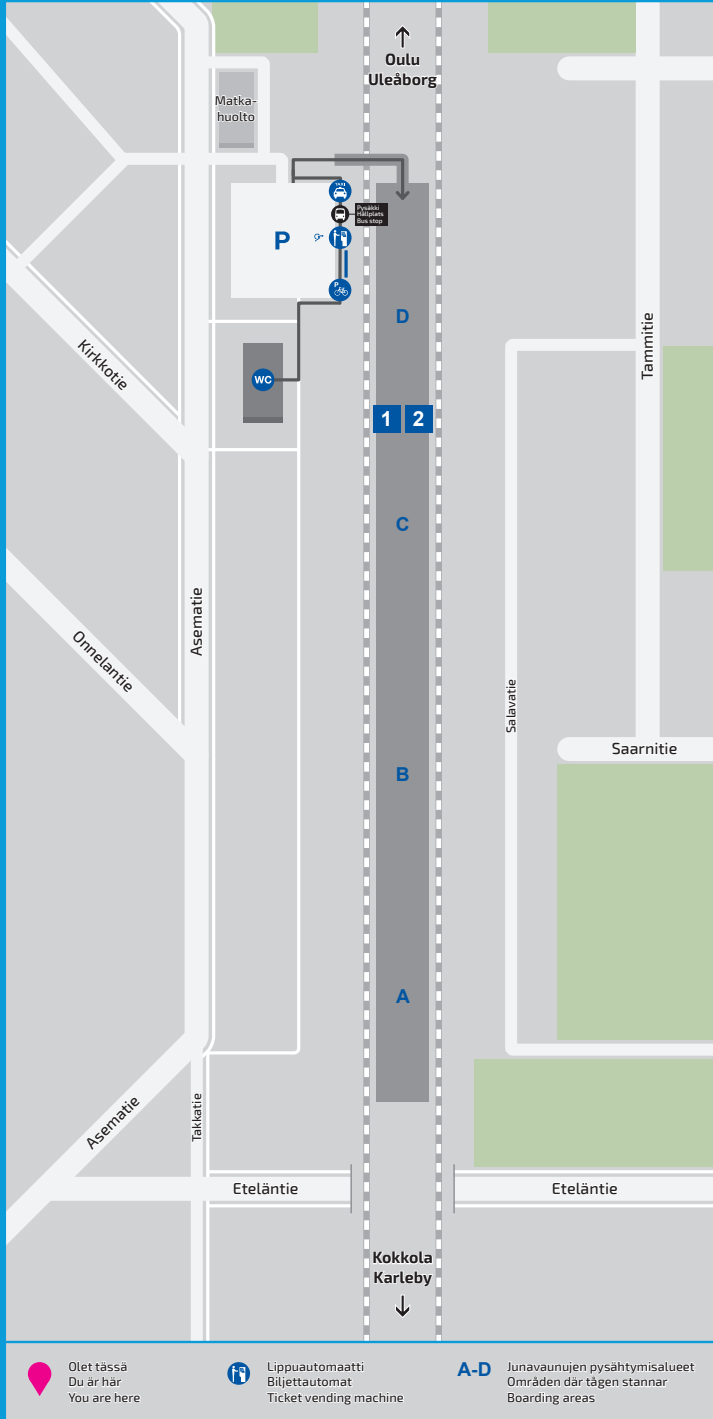 Oulu
Uleåborg
Matka-
huolto
TAXI
Pysäkki
Hållplats
Bus stop
P
P
D
Kirkkotie
WC
Tammitie
1 2
C
Asematie
Onnelantie
Salavatie
Saarnitie
B
A
Asematie
Takkatie
Eteläntie
Eteläntie
Kokkola
Karleby
Olet tässä
Du är här
You are here
Lippuautomaatti
Biljettautomat
Ticket vending machine
A-D
Junavaunujen pysähtymisalueet
Områden där tågen stannar
Boarding areas